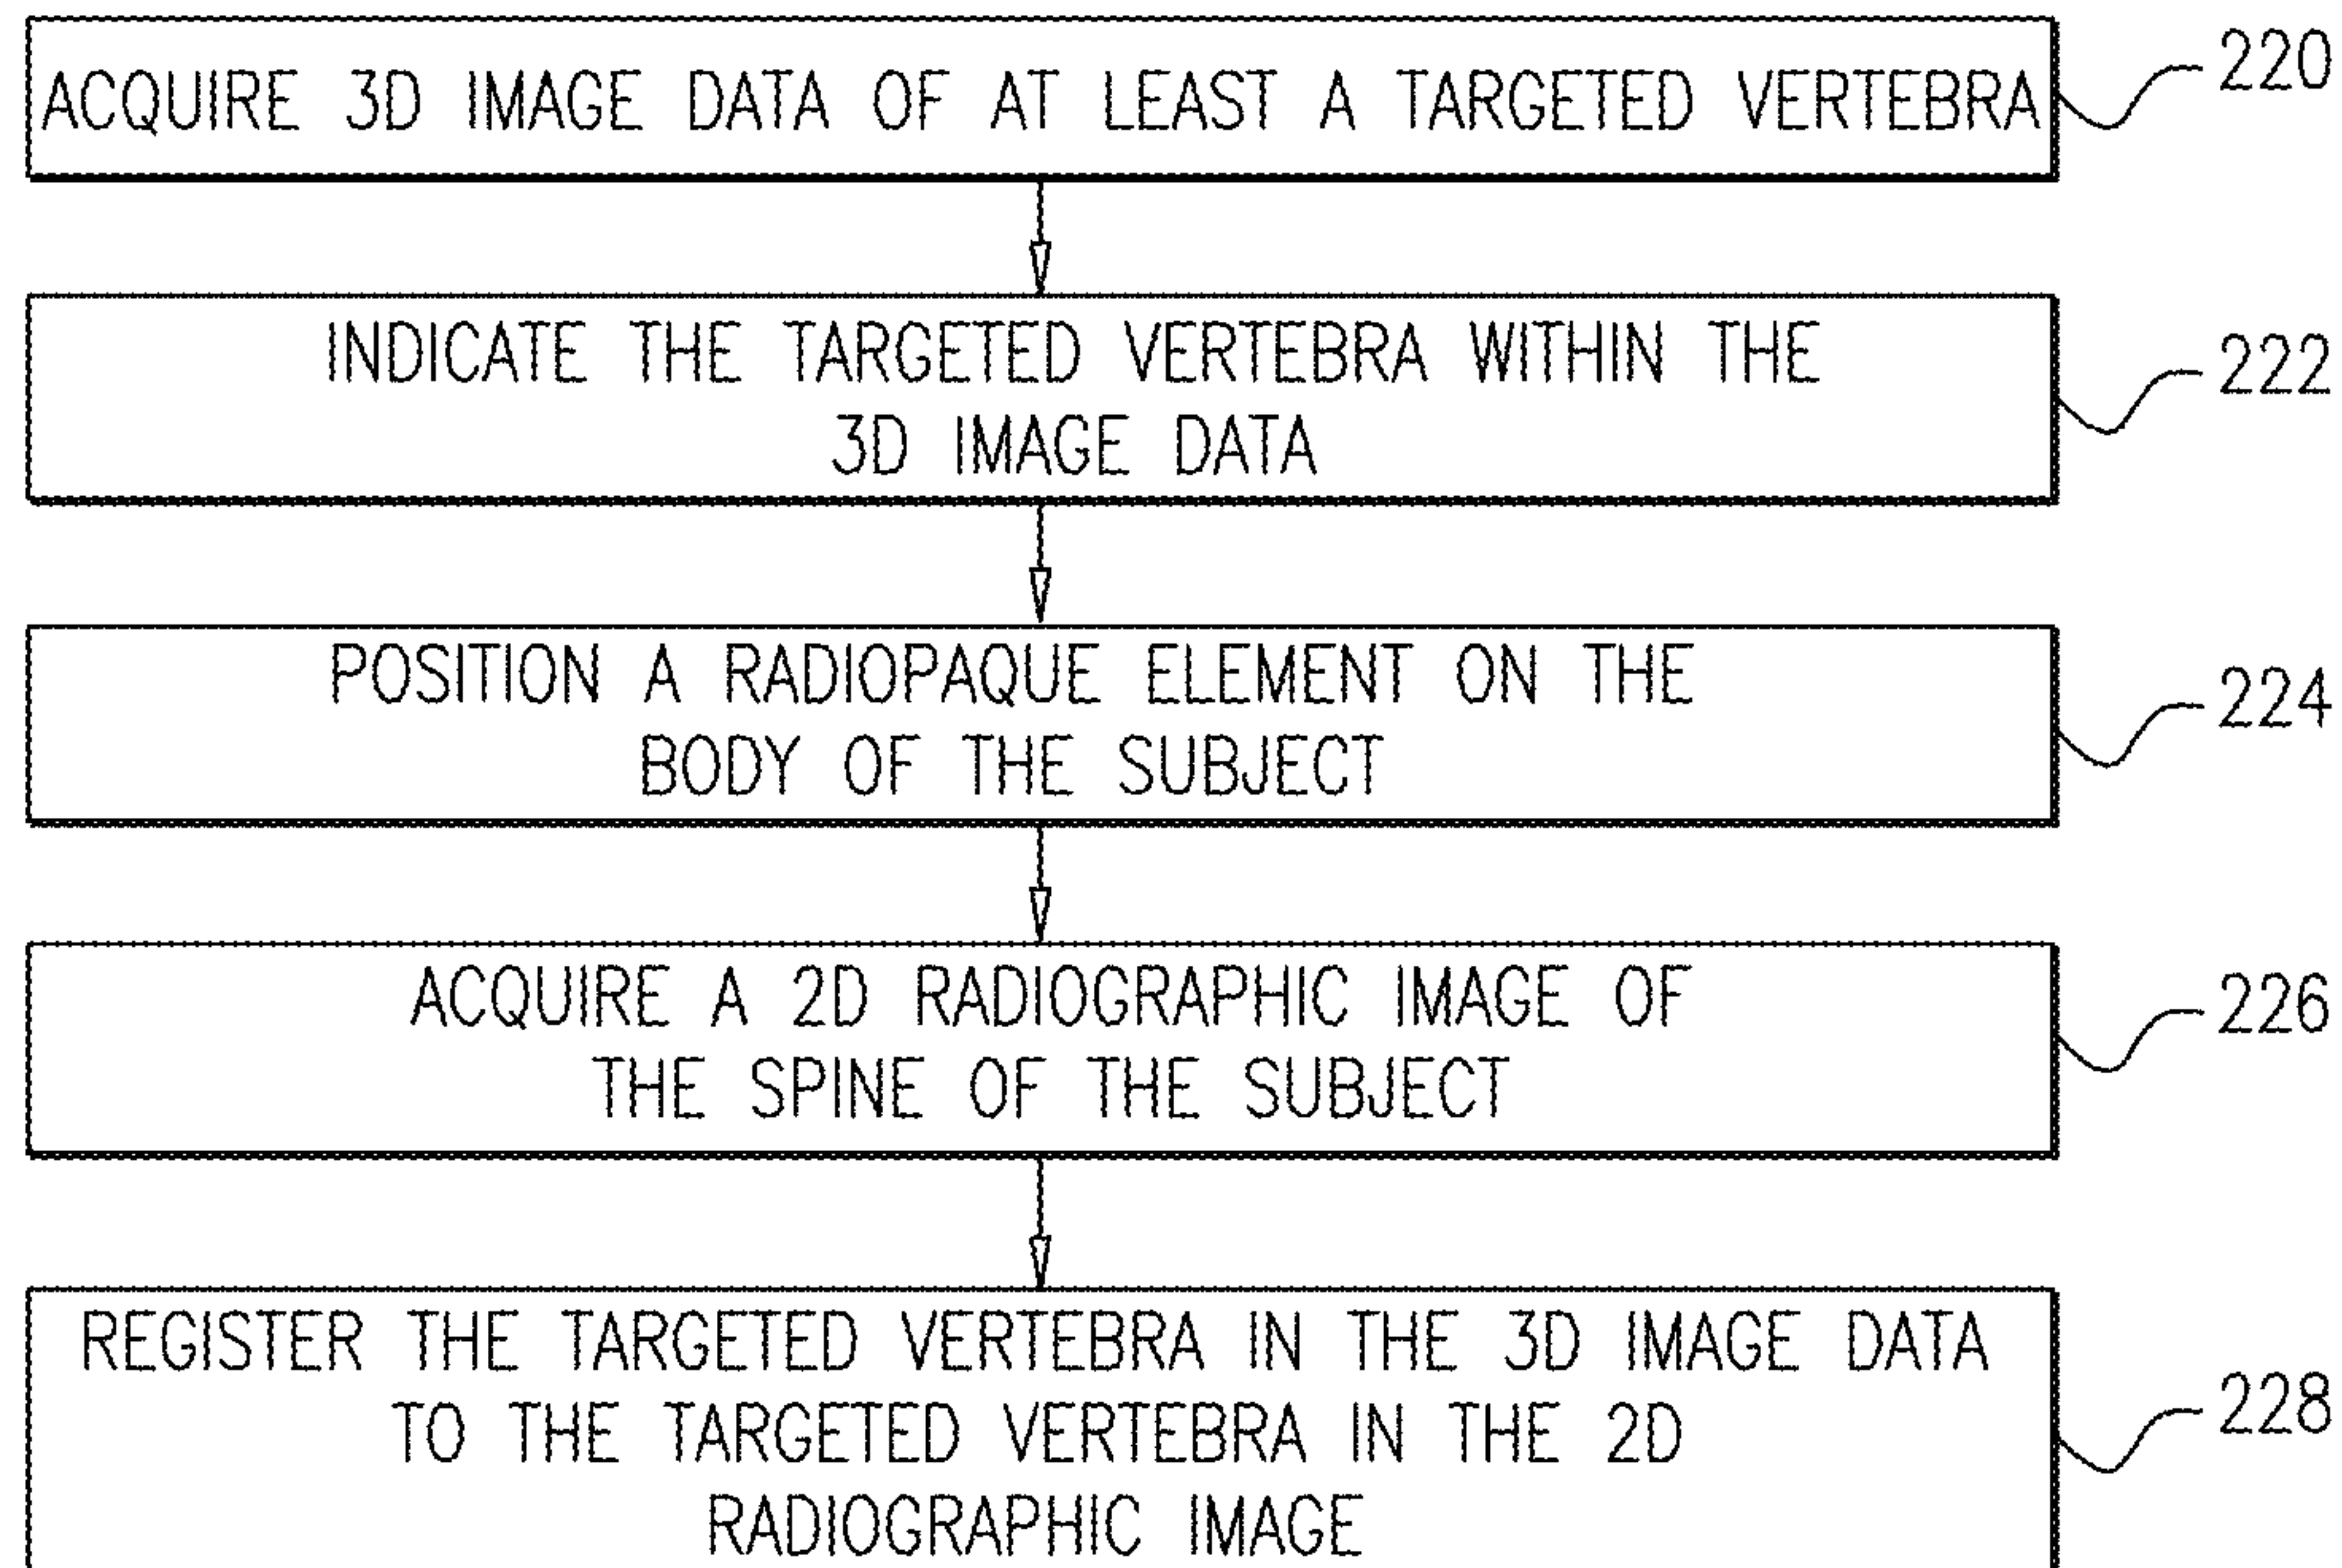 ACQUIRE 3D IMAGE DATA OF AT LEAST A TARGETED VERTEBRA
220
INDICATE THE TARGETED VERTEBRA WITHIN THE
3D IMAGE DATA
222
POSITION A RADIOPAQUE ELEMENT ON THE
BODY OF THE SUBJECT
224
ACQUIRE A 2D RADIOGRAPHIC IMAGE OF
THE SPINE OF THE SUBJECT
226
REGISTER THE TARGETED VERTEBRA IN THE 3D IMAGE DATA
TO THE TARGETED VERTEBRA IN THE 2D
RADIOGRAPHIC IMAGE
228